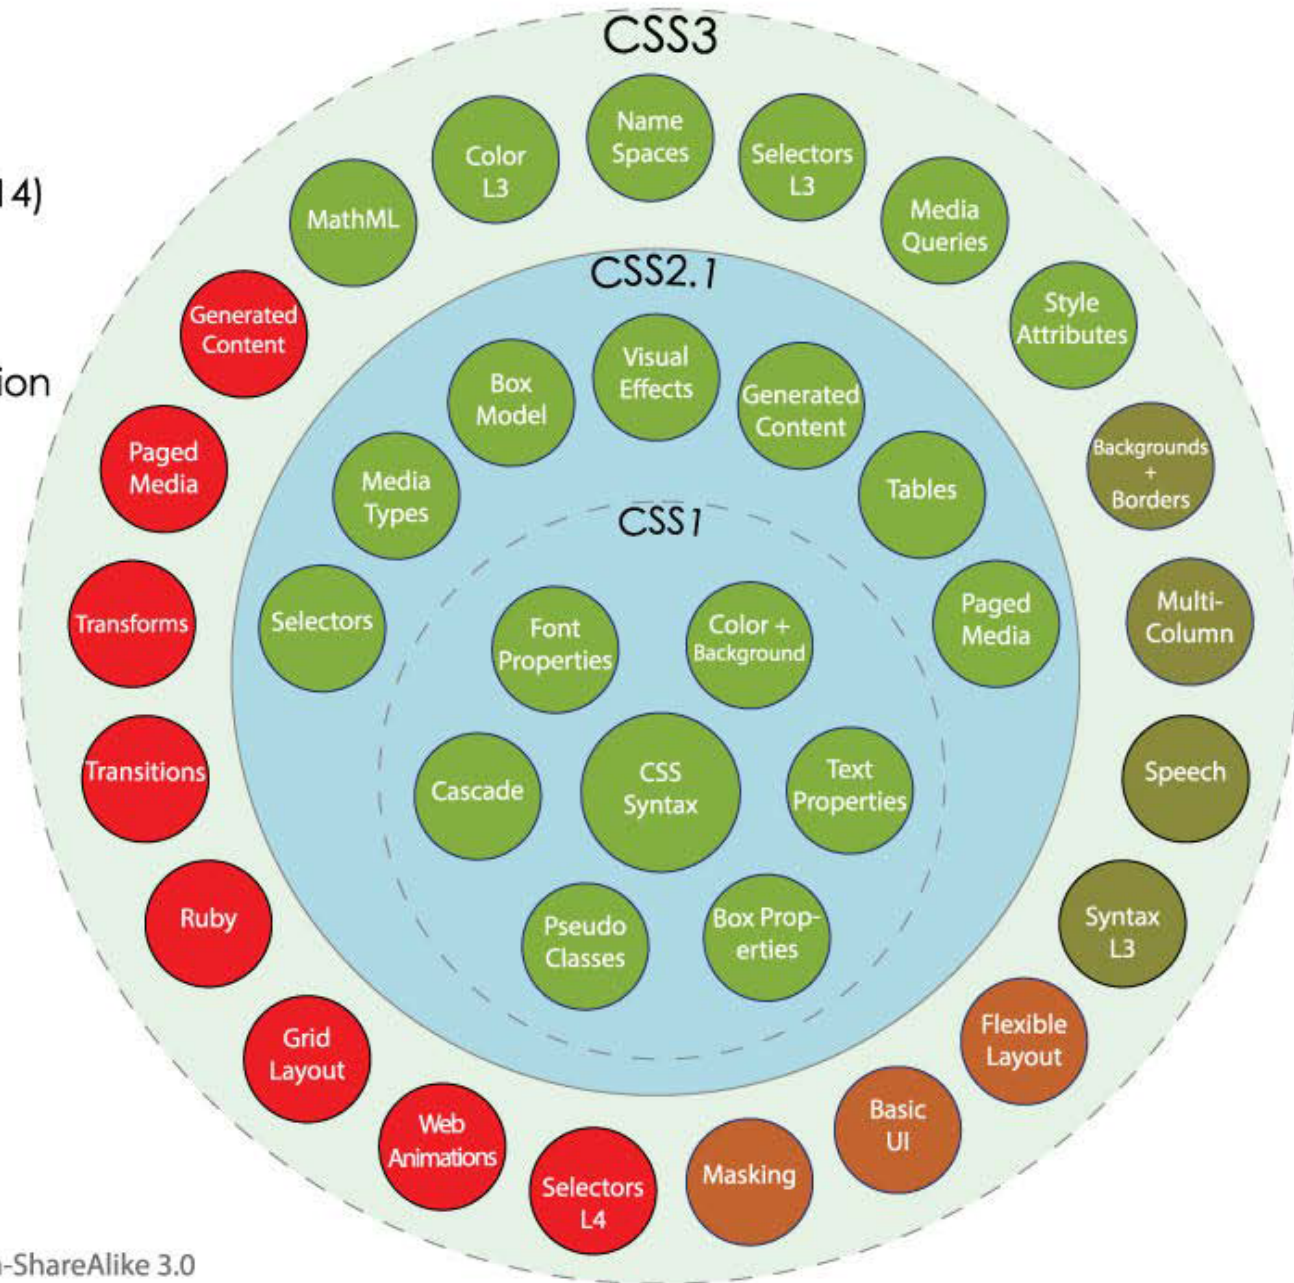 CSS3
Name
Spaces
Color
L3
Selectors
L3
MathML
Media
Queries
14)
Generated
Content
Style
Attributes
CSS2.1
Visual
Effects
Box
Model
Generated
Content
ion
Paged
Media
Backgrounds
+
Borders
Media
Types
Tables
CSS1
Transforms
Selectors
Font
Properties
Color +
Background
Paged
Media
Multi-
Column
Transitions
Cascade
CSS
Syntax
Text
Properties
Speech
Ruby
Pseudo
Classes
Box Prop-
erties
Syntax
L3
Grid
Layout
Flexible
Layout
Web
Animations
Basic
UI
Selectors
L4
Masking
-ShareAlike 3.0